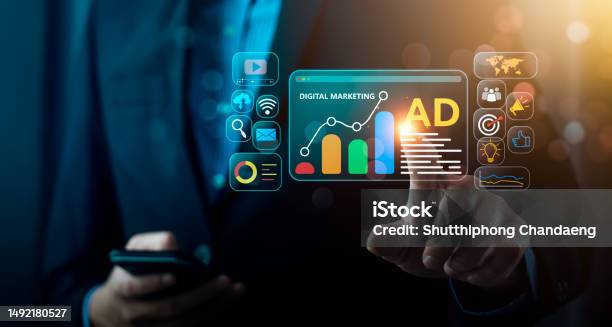 DIGITAL MARKETING
AD
iStock
Credit: Shutthiphong Chandaeng
1492180527